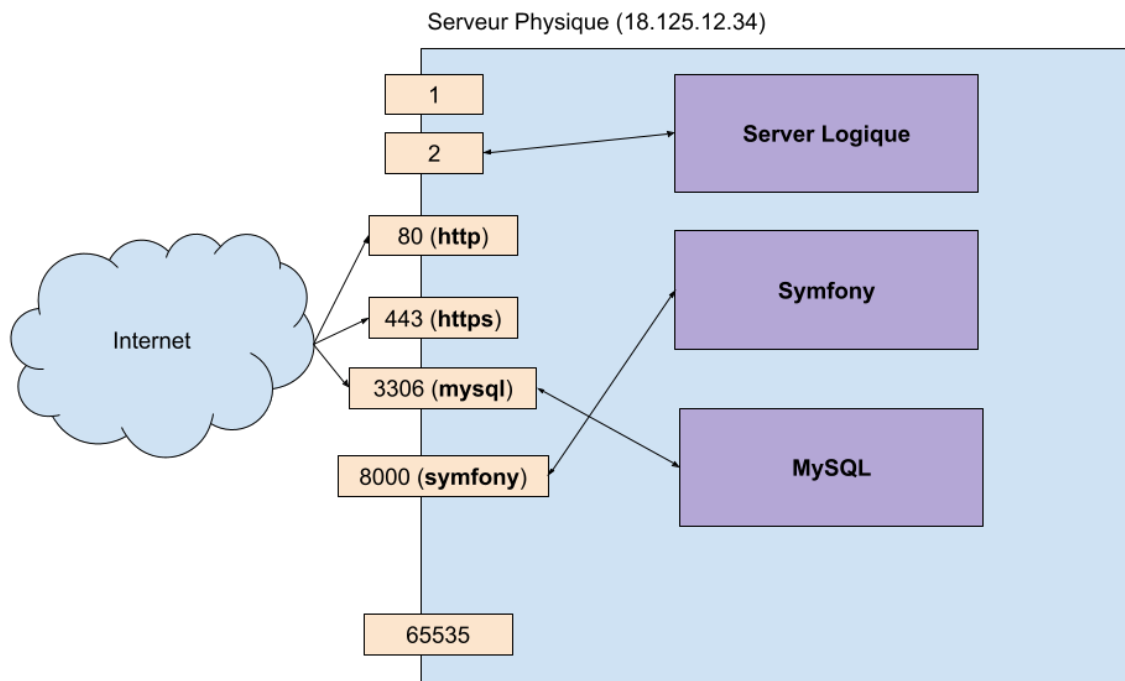 Serveur Physique (18.125.12.34)
1
2
Server Logique
80 (http)
Symfony
443 (https)
Internet
3306 (mysql)
8000 (symfony)
MySQL
65535